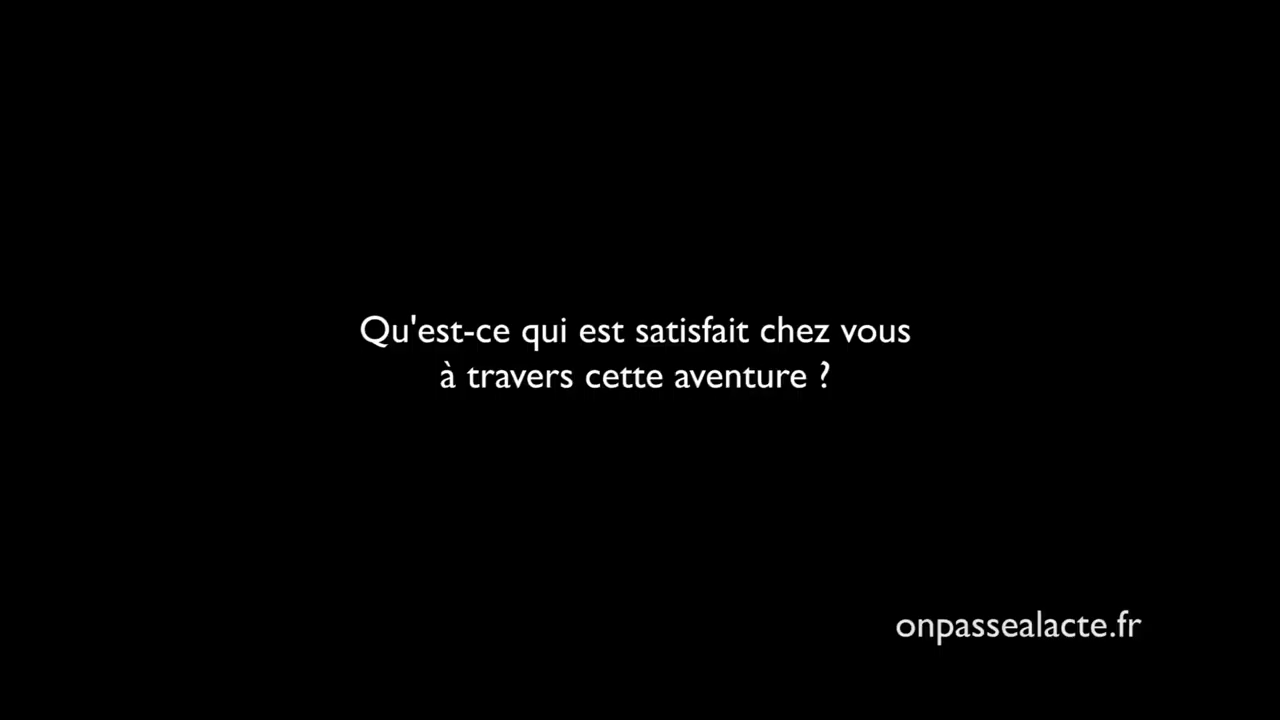 Qu'est-ce qui est satisfait chez vous
à travers cette aventure ?
onpassealacte.fr